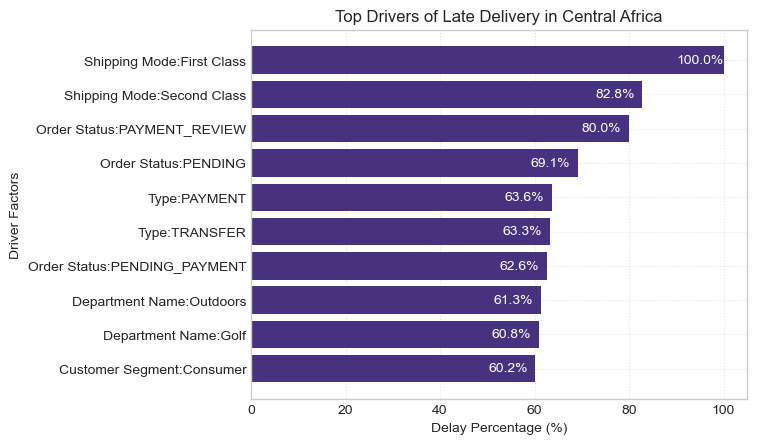 Top Drivers of Late Delivery in Central Africa
Driver Factors
Shipping Mode:First Class 100.0%
Shipping Mode:Second Class 82.8%
Order Status:PAYMENT_REVIEW 80.0%
Order Status:PENDING 69.1%
Type:PAYMENT 63.6%
Type:TRANSFER 63.3%
Order Status:PENDING_PAYMENT 62.6%
Department Name:Outdoors 61.3%
Department Name:Golf 60.8%
Customer Segment:Consumer 60.2%
0 20 40 60 80 100
Delay Percentage (%)